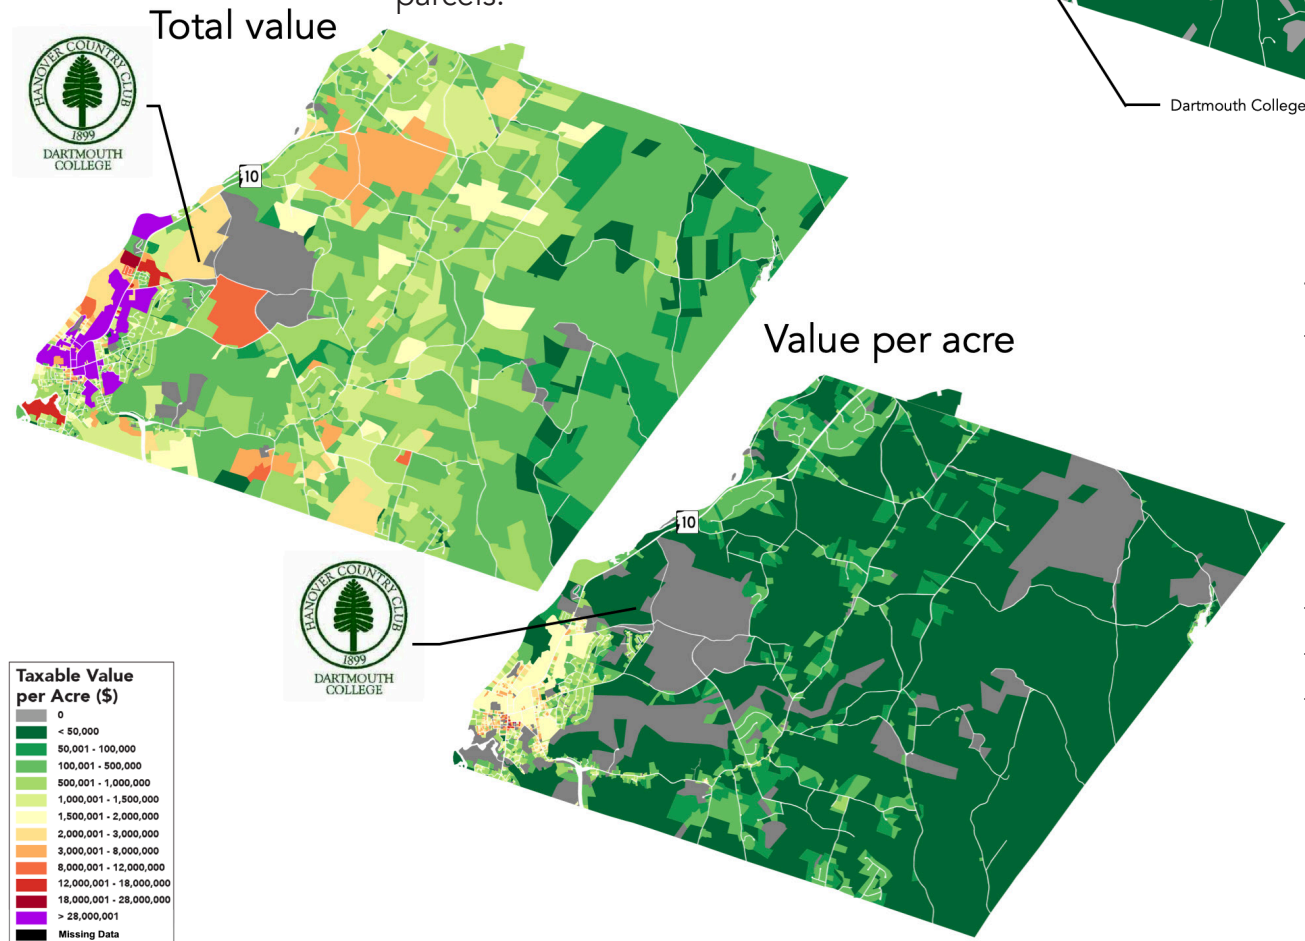 parcels.
Total value
HANOVER COUNTRY CLUB
1899
DARTMOUTH
COLLEGE
Dartmouth College
10
Value per acre
10
HANOVER COUNTRY CLUB
1899
DARTMOUTH
COLLEGE
Taxable Value
per Acre ($)
0
< 50,000
50,001 - 100,000
100,001 - 500,000
500,001 - 1,000,000
1,000,001 - 1,500,000
1,500,001 - 2,000,000
2,000,001 - 3,000,000
3,000,001 - 8,000,000
8,000,001 - 12,000,000
12,000,001 - 18,000,000
18,000,001 - 28,000,000
> 28,000,001
Missing Data